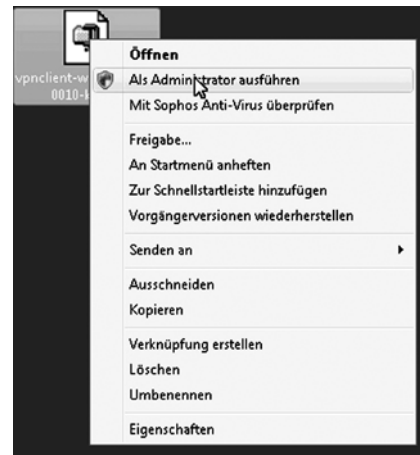 vpnclient-w
0010-k
Öffnen
Als Administrator ausführen
Mit Sophos Anti-Virus überprüfen
Freigabe...
An Startmenü anheften
Zur Schnellstartleiste hinzufügen
Vorgängerversionen wiederherstellen
Senden an
Ausschneiden
Kopieren
Verknüpfung erstellen
Löschen
Umbenennen
Eigenschaften